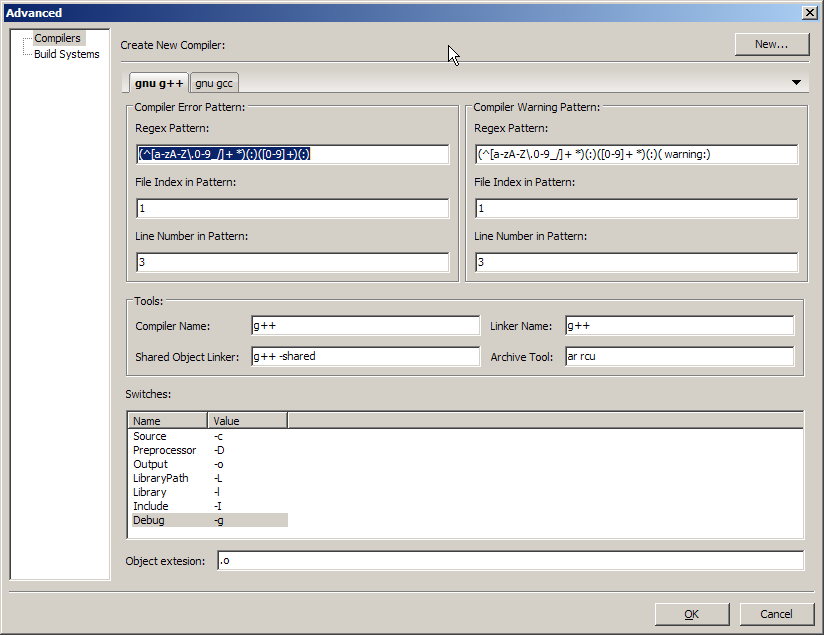 Advanced
Compilers
Build Systems
Create New Compiler:
New...
gnu g++
gnu gcc
Compiler Error Pattern:
Regex Pattern:
(^[a-zA-Z\.0-9_/]+ *)(:)([0-9]+)(:)
File Index in Pattern:
1
Line Number in Pattern:
3
Compiler Warning Pattern:
Regex Pattern:
(^[a-zA-Z\.0-9_/]+ *)(:)([0-9]+ *)(:)( warning:)
File Index in Pattern:
1
Line Number in Pattern:
3
Tools:
Compiler Name: g++ Linker Name: g++
Shared Object Linker: g++ -shared Archive Tool: ar rcu
Switches:
Name Value
Source -c
Preprocessor -D
Output -o
LibraryPath -L
Library -l
Include -I
Debug -g
Object extesion: .o
OK Cancel